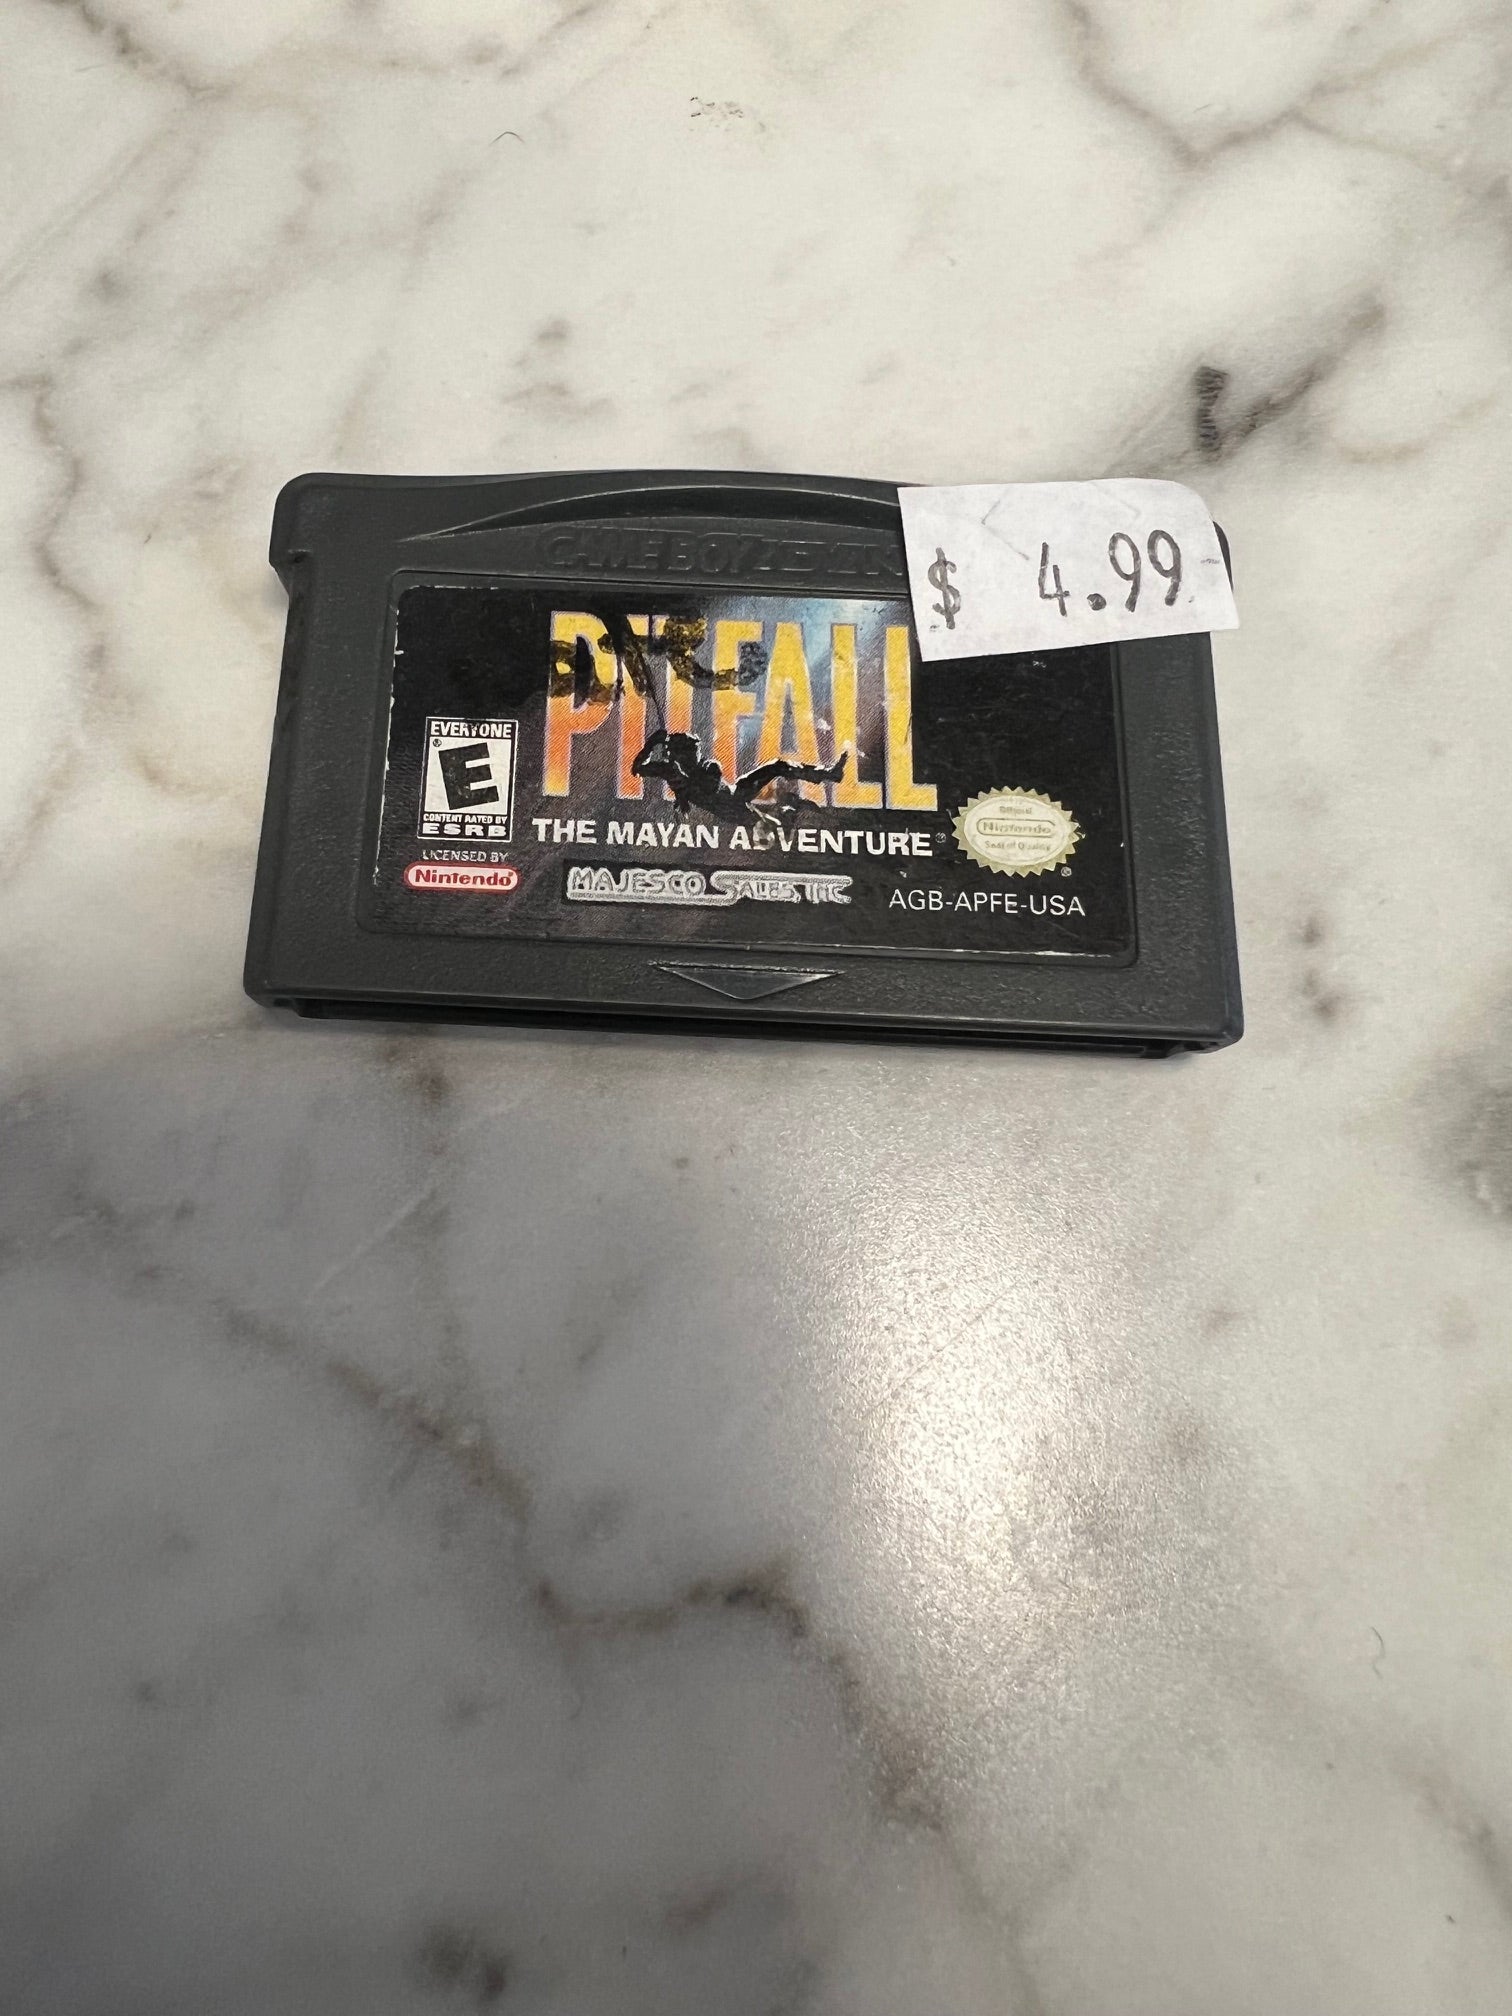 GAME BOY ADVAN
$ 4.99
PITFALL
EVERYONE
E
CONTENT RATED BY
ESRB
THE MAYAN ADVENTURE®
Official
Nintendo
Seal of Quality
LICENSED BY
Nintendo®
MAJESCO SALES, INC.
AGB-APFE-USA